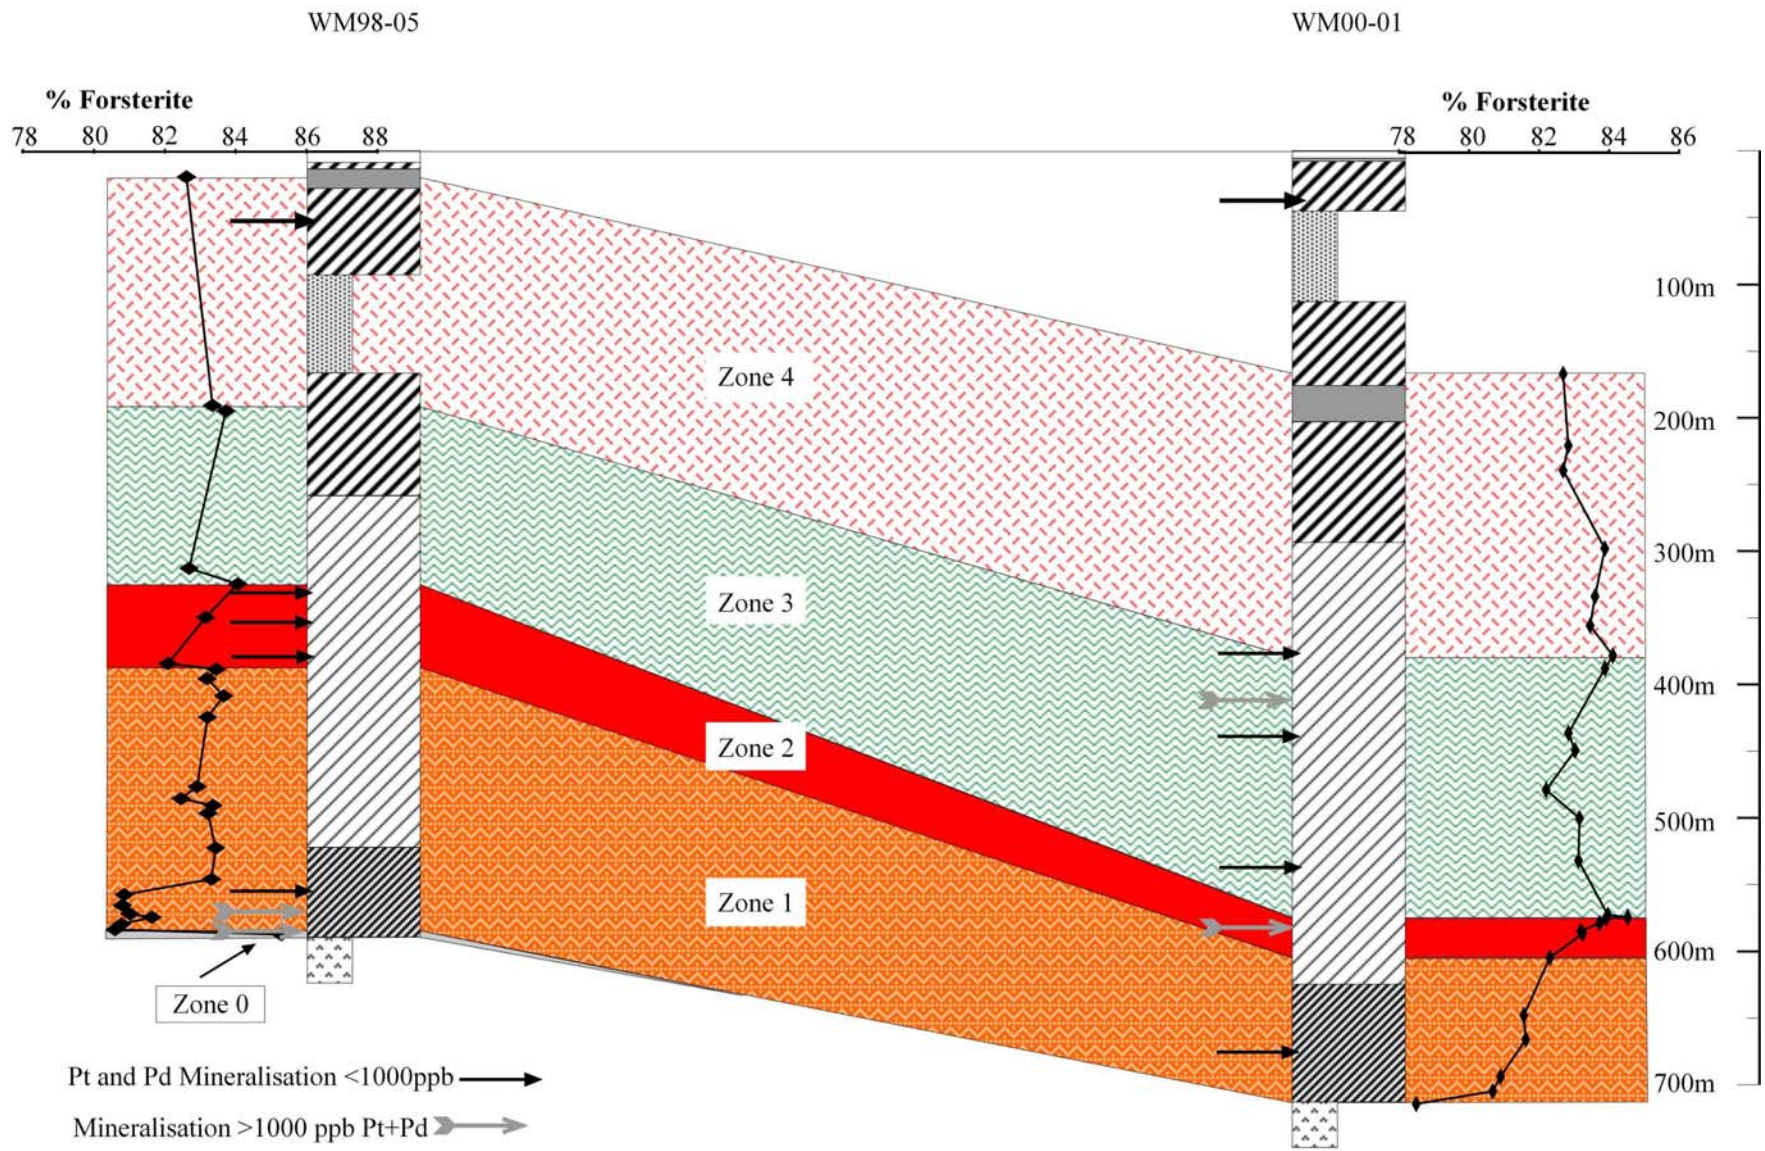 WM98-05 WM00-01
% Forsterite % Forsterite
78 80 82 84 86 88 78 80 82 84 86
100m
Zone 4
200m
300m
Zone 3
400m
Zone 2
500m
Zone 1
600m
Zone 0
Pt and Pd Mineralisation <1000ppb
700m
Mineralisation >1000 ppb Pt+Pd